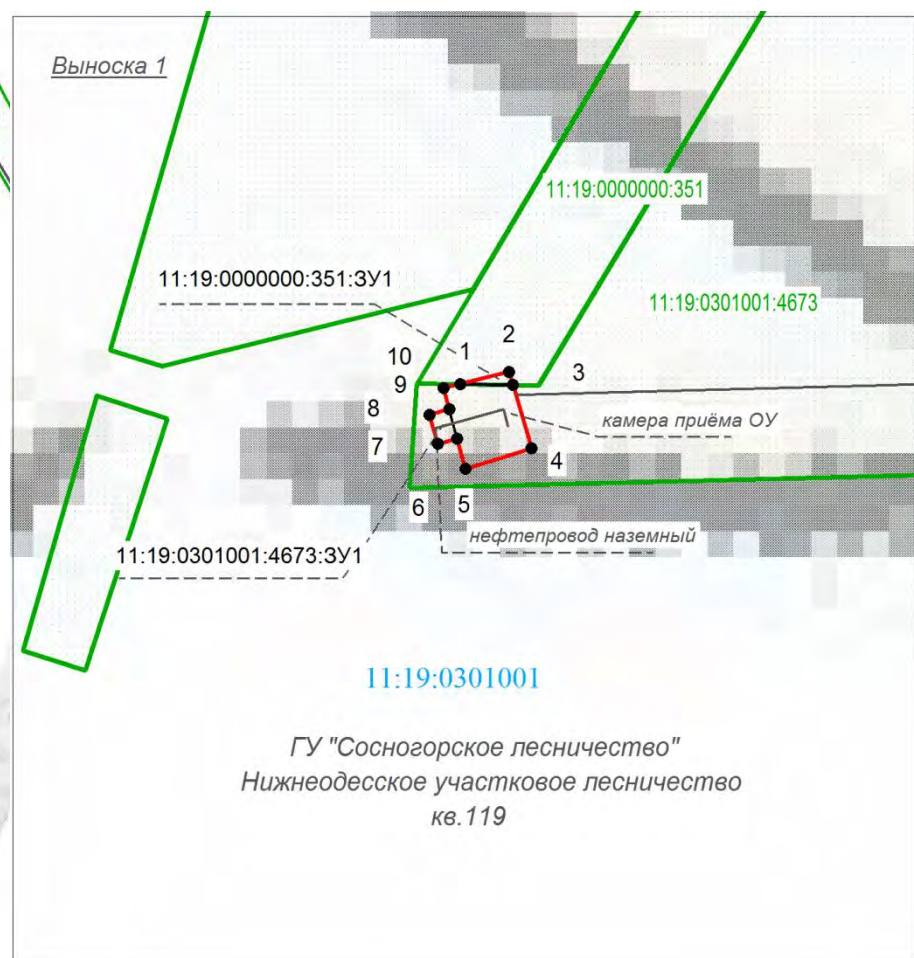 Выноска 1
11:19:0000000:351
11:19:0000000:351:ЗУ1
11:19:0301001:4673
2
1
10
3
9
8
камера приёма ОУ
7
4
5
6
нефтепровод наземный
11:19:0301001:4673:ЗУ1
11:19:0301001
ГУ "Сосногорское лесничество"
Нижнеодесское участковое лесничество
кв.119